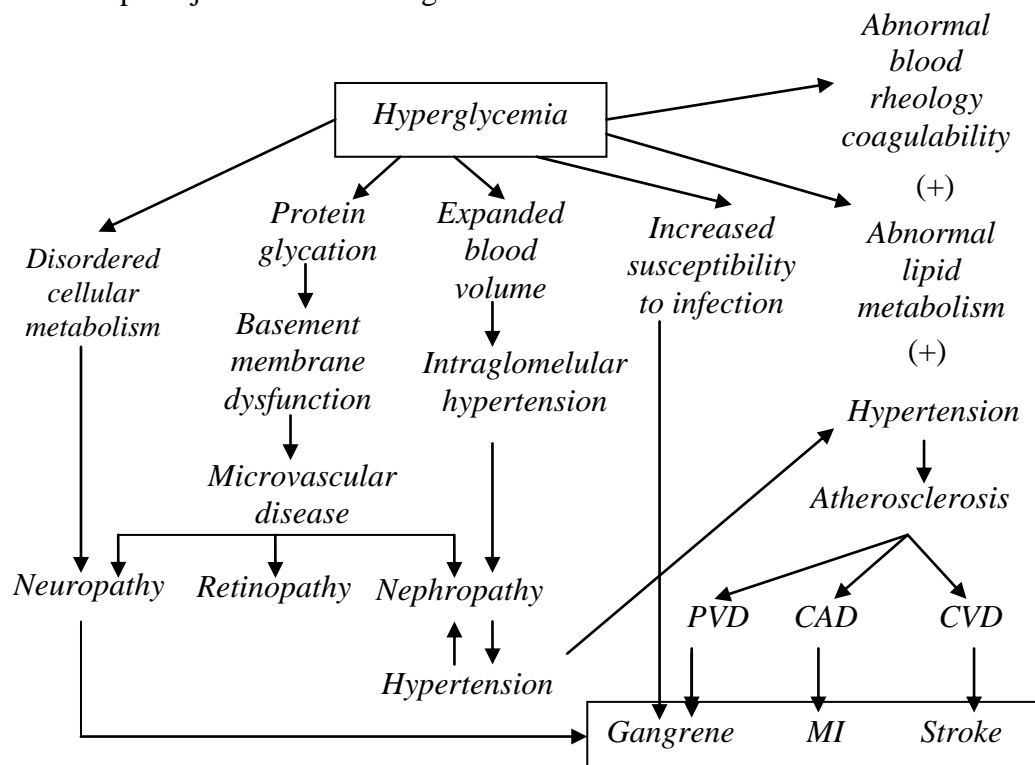 Abnormal
blood
rheology
coagulability
(+)
Hyperglycemia
Protein
glycation
Expanded
blood
volume
Increased
susceptibility
to infection
Abnormal
lipid
metabolism
(+)
Disordered
cellular
metabolism
Basement
membrane
dysfunction
Intraglomelular
hypertension
Hypertension
Microvascular
disease
Atherosclerosis
Neuropathy
Retinopathy
Nephropathy
PVD
CAD
CVD
Hypertension
Gangrene
MI
Stroke